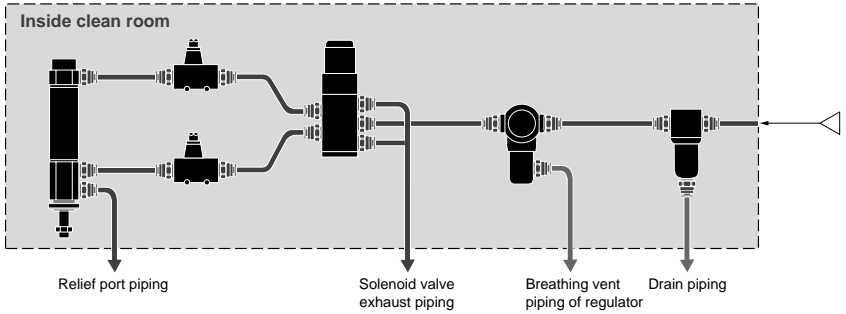 Inside clean room
Relief port piping
Solenoid valve
exhaust piping
Breathing vent
piping of regulator
Drain piping